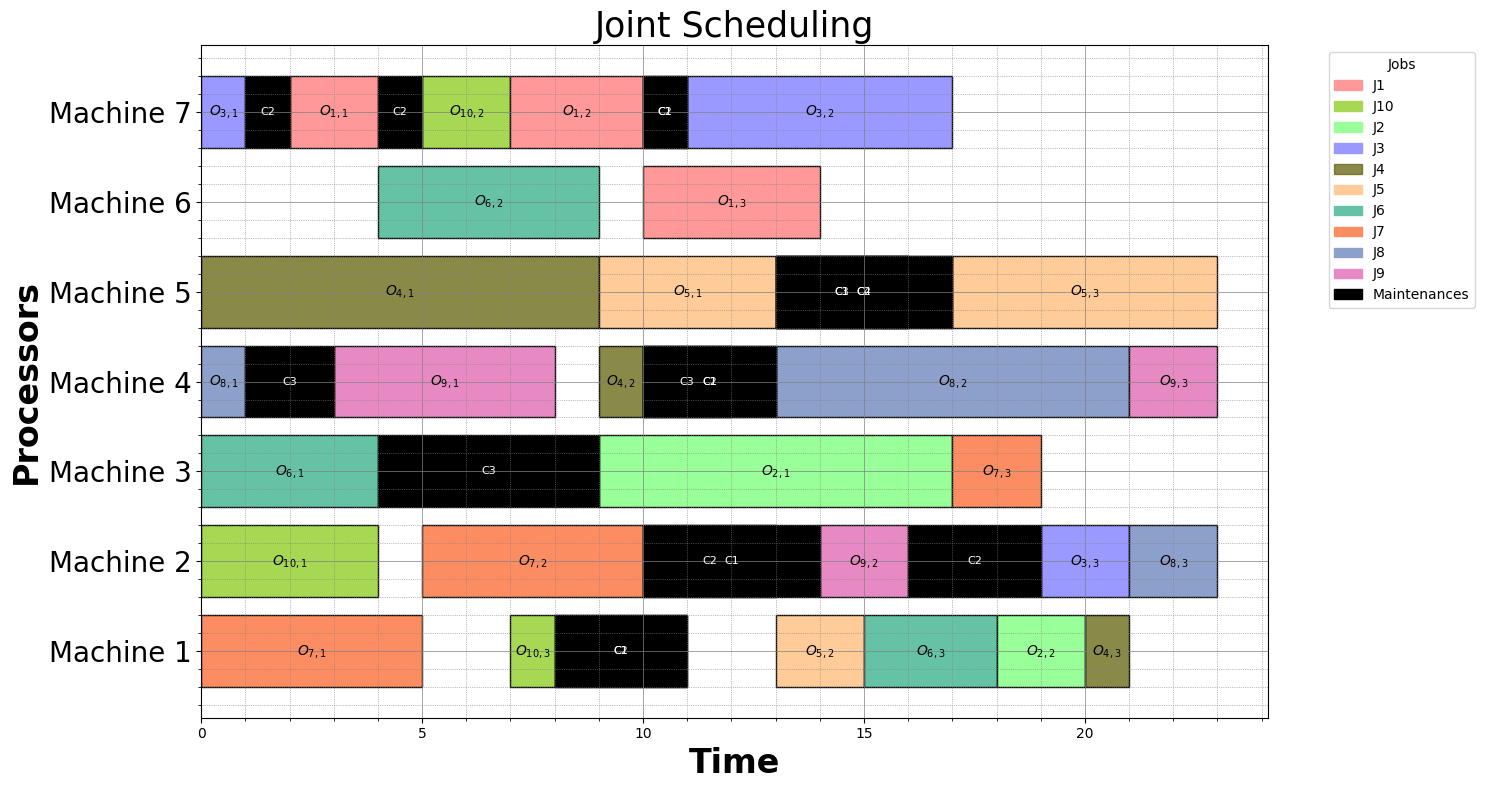 Joint Scheduling
Machine 7
O3,1 C2 O1,1 C2 O10,2 O1,2 O3,2
Machine 6
O6,2 O1,3
Machine 5
O4,1 O5,1 O5,3
Machine 4
O8,1 C3 O9,1 O4,2 C3 O8,2 O9,3
Machine 3
O6,1 C3 O2,1 O7,3
Machine 2
O10,1 O7,2 C2 C1 O9,2 C2 O3,3 O8,3
Machine 1
O7,1 O10,3 O5,2 O6,3 O2,2 O4,3
Processors
0 5 10 15 20
Time
Jobs
J1
J10
J2
J3
J4
J5
J6
J7
J8
J9
Maintenances